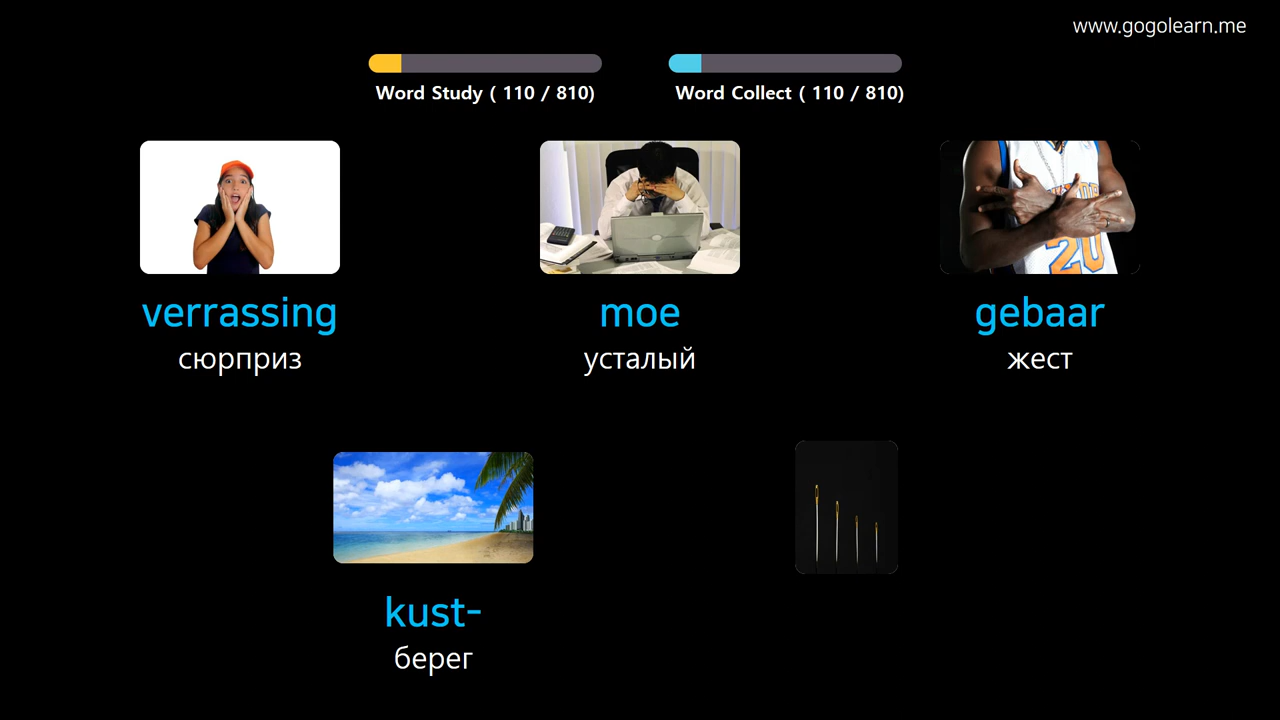 www.gogolearn.me
Word Study ( 110 / 810)
Word Collect ( 110 / 810)
verrassing
сюрприз
moe
усталый
gebaar
жест
20
kust-
берег